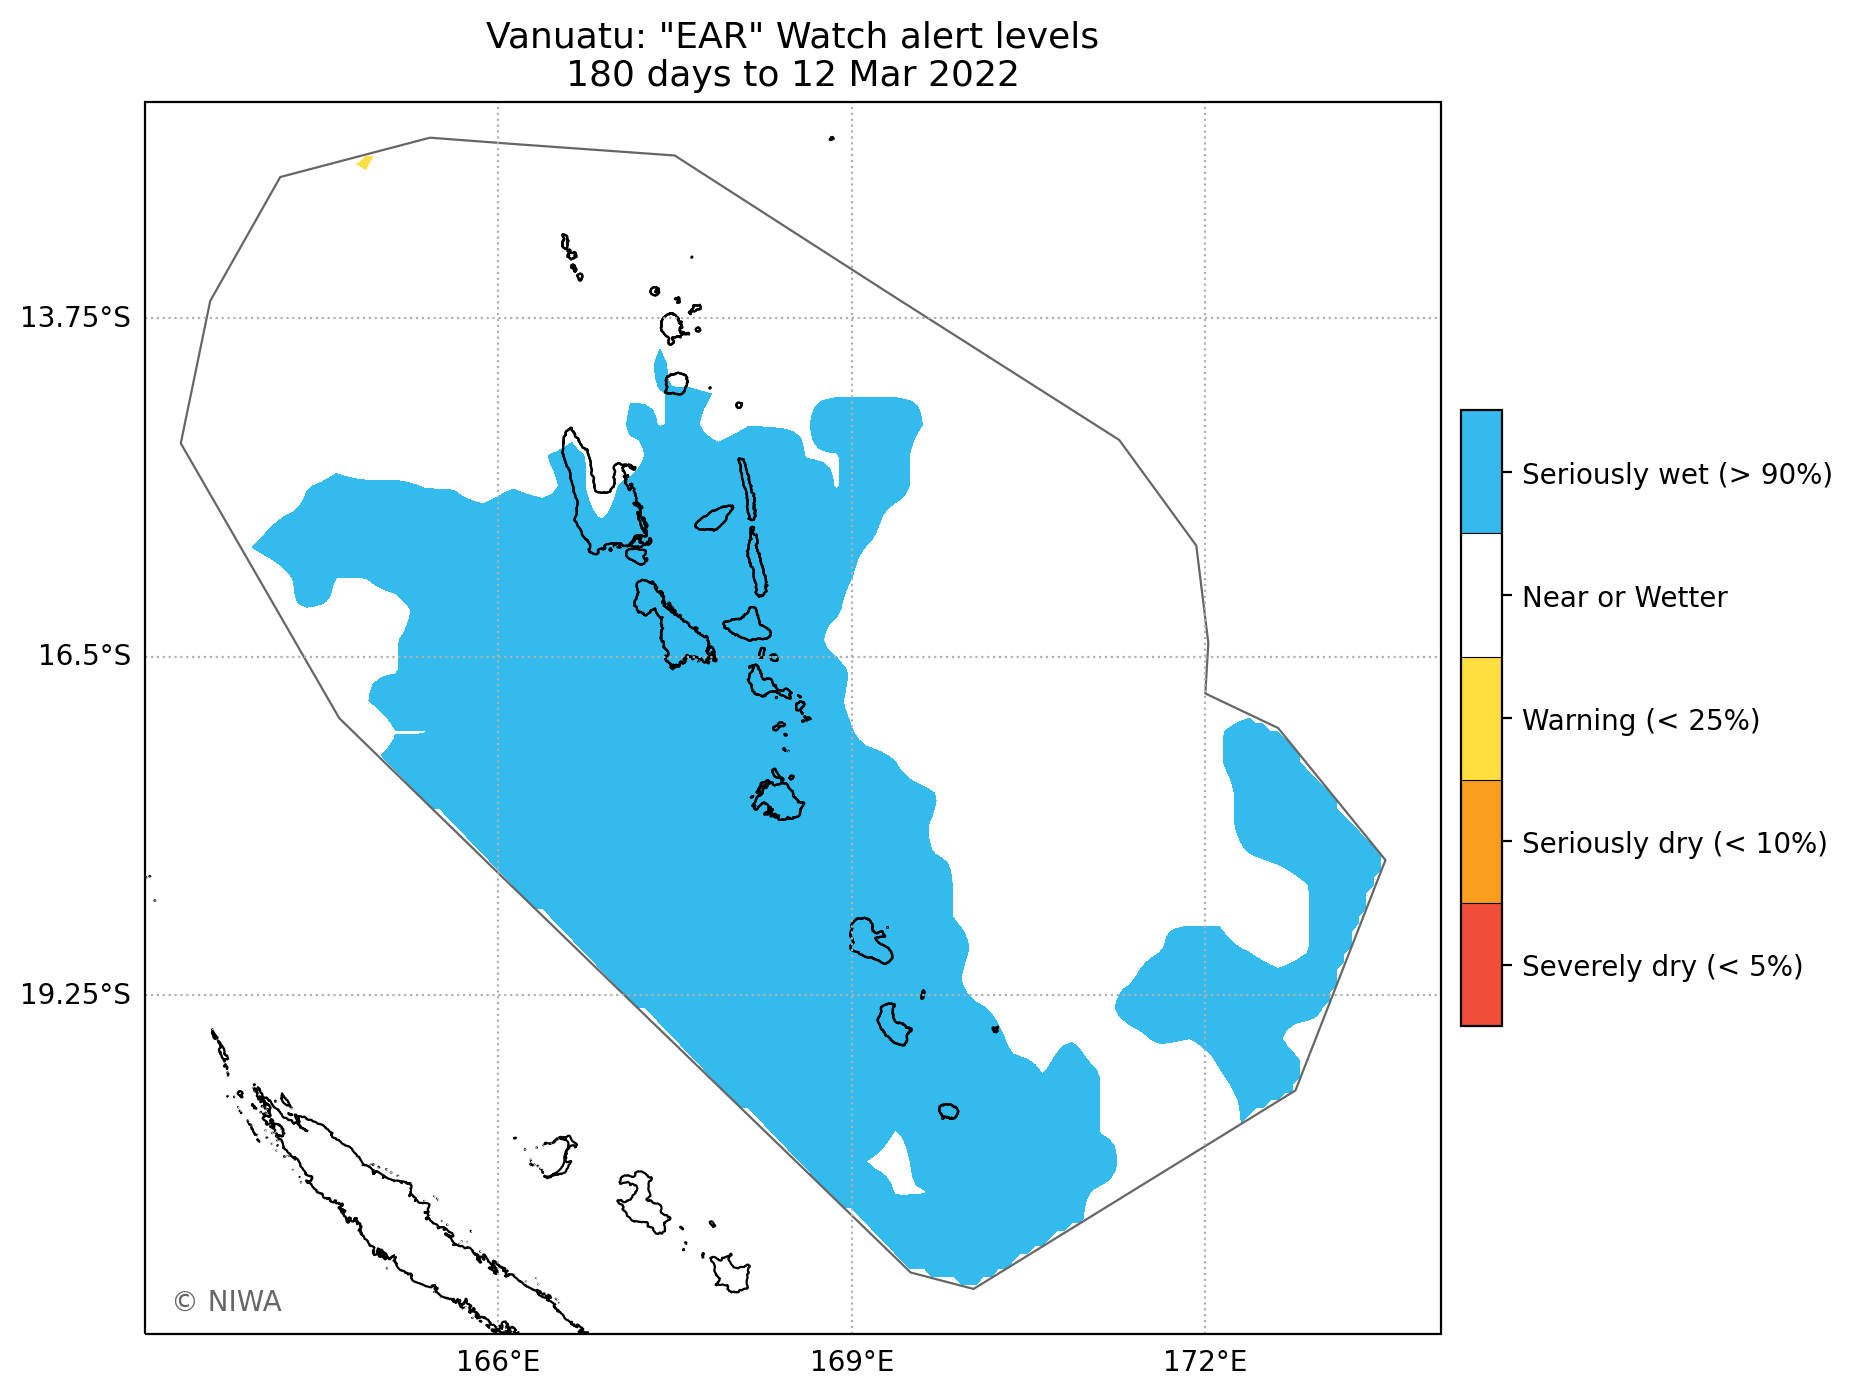 Vanuatu: "EAR" Watch alert levels
180 days to 12 Mar 2022
13.75°S
16.5°S
19.25°S
166°E
169°E
172°E
Seriously wet (> 90%)
Near or Wetter
Warning (< 25%)
Seriously dry (< 10%)
Severely dry (< 5%)
© NIWA